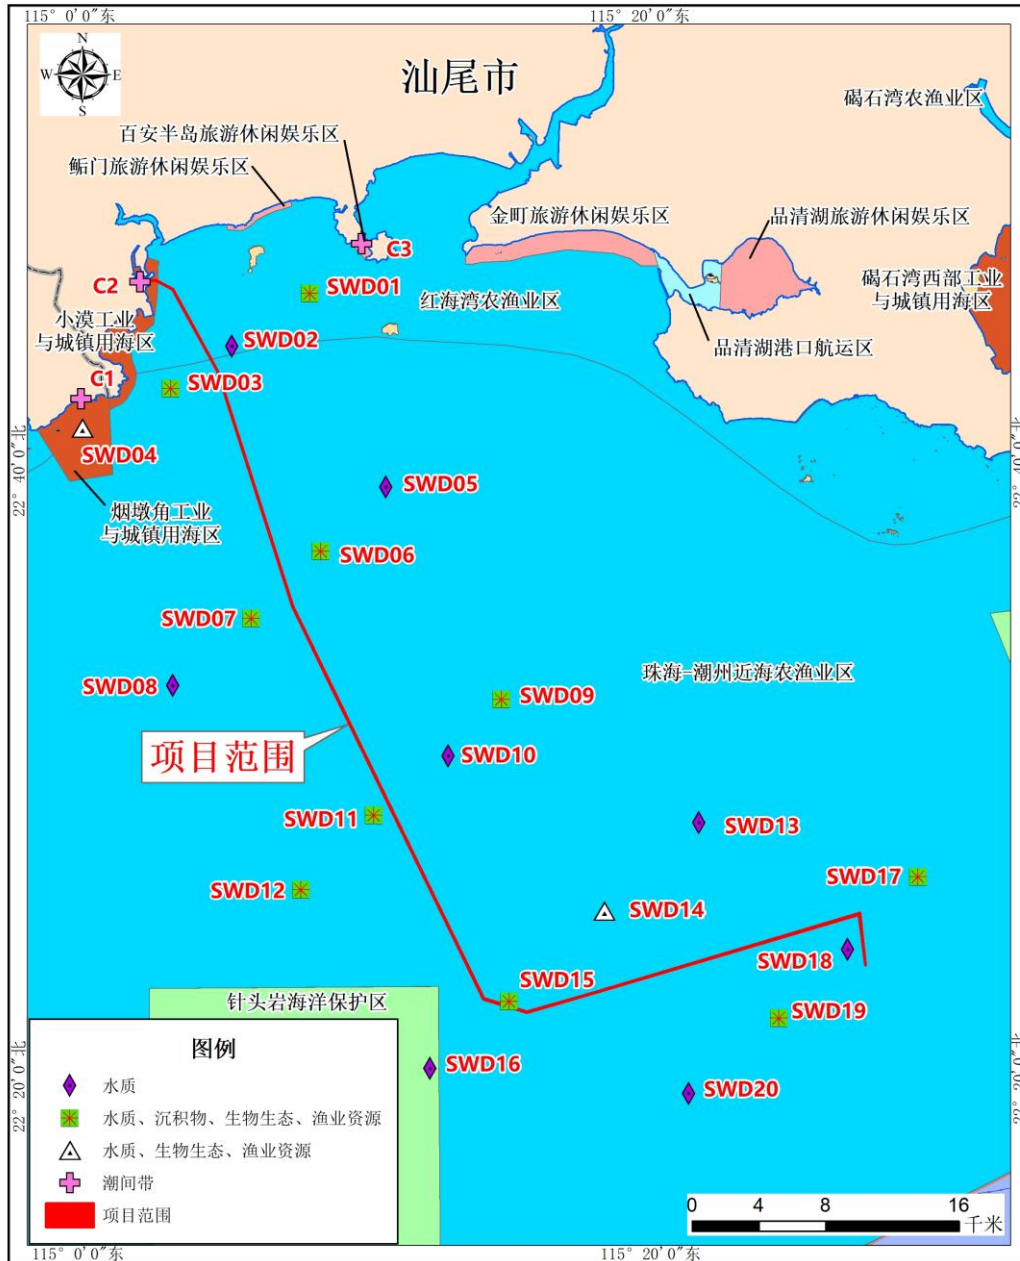 115° 0'0"东
115° 20'0"东
N
W
E
S
汕尾市
碣石湾农渔业区
百安半岛旅游休闲娱乐区
鲘门旅游休闲娱乐区
金町旅游休闲娱乐区
品清湖旅游休闲娱乐区
C3
C2
SWD01
红海湾农渔业区
碣石湾西部工业
与城镇用海区
小漠工业
与城镇用海区
SWD02
品清湖港口航运区
C1
SWD03
22° 40'0"北
22° 40'0"北
SWD04
SWD05
烟墩角工业
与城镇用海区
SWD06
SWD07
珠海-潮州近海农渔业区
SWD08
SWD09
项目范围
SWD10
SWD11
SWD13
SWD12
SWD17
SWD14
SWD18
SWD15
针头岩海洋保护区
SWD19
SWD16
SWD20
22° 20'0"北
22° 20'0"北
图例
水质
水质、沉积物、生物生态、渔业资源
水质、生物生态、渔业资源
潮间带
项目范围
0 4 8 16
千米
115° 0'0"东
115° 20'0"东